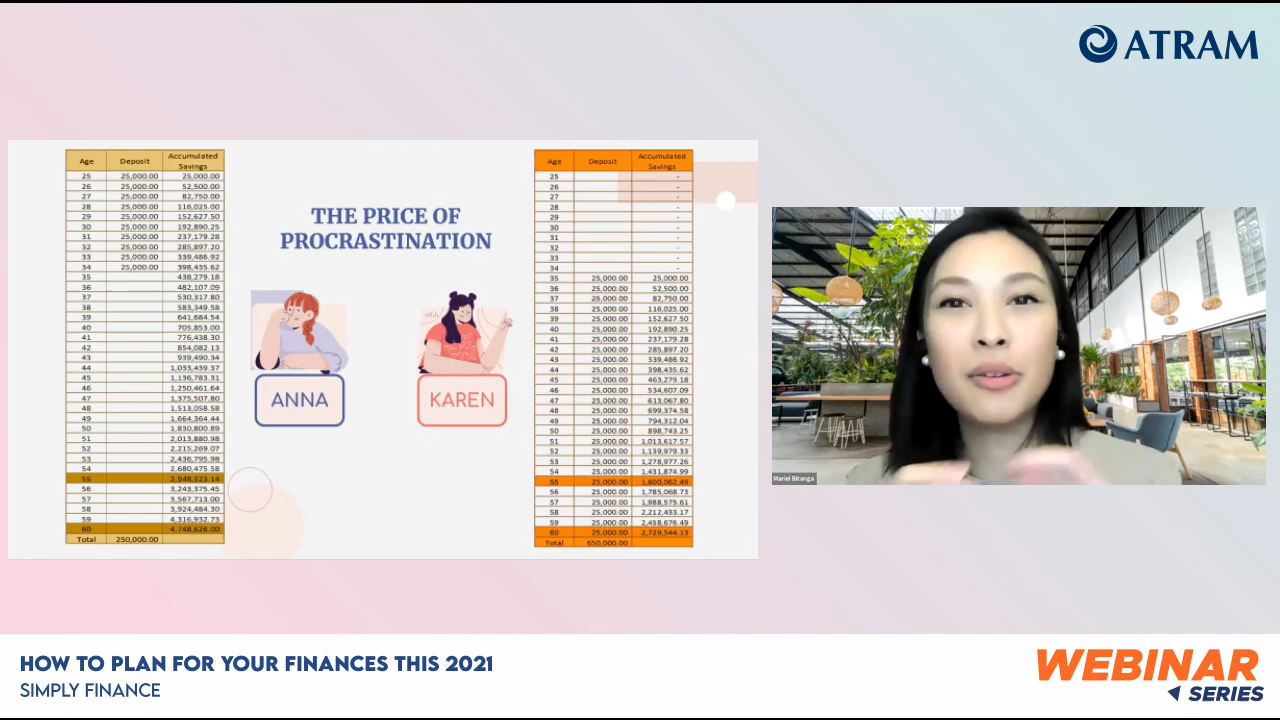 ATRAM
Age Deposit Accumulated Savings
25 25,000.00 25,000.00
26 25,000.00 52,500.00
27 25,000.00 82,750.00
28 25,000.00 116,025.00
29 25,000.00 152,627.50
30 25,000.00 192,890.25
31 25,000.00 237,179.28
32 25,000.00 285,897.20
33 25,000.00 339,486.92
34 25,000.00 398,435.62
35 438,279.18
36 482,107.09
37 530,317.80
38 583,349.58
39 641,684.54
40 705,853.00
41 776,438.30
42 854,082.13
43 939,490.34
44 1,033,439.37
45 1,136,783.31
46 1,250,461.64
47 1,375,507.80
48 1,513,058.58
49 1,664,364.44
50 1,830,800.89
51 2,013,880.98
52 2,215,269.07
53 2,436,795.98
54 2,680,475.58
55 2,948,523.14
56 3,243,375.45
57 3,567,713.00
58 3,924,484.30
59 4,316,932.73
60 4,748,626.00
Total 250,000.00
THE PRICE OF
PROCRASTINATION
ANNA
KAREN
Age Deposit Accumulated Savings
25 -
26 -
27 -
28 -
29 -
30 -
31 -
32 -
33 -
34 -
35 25,000.00 25,000.00
36 25,000.00 52,500.00
37 25,000.00 82,750.00
38 25,000.00 116,025.00
39 25,000.00 152,627.50
40 25,000.00 192,890.25
41 25,000.00 237,179.28
42 25,000.00 285,897.20
43 25,000.00 339,486.92
44 25,000.00 398,435.62
45 25,000.00 463,279.18
46 25,000.00 534,607.09
47 25,000.00 613,067.80
48 25,000.00 699,374.58
49 25,000.00 794,312.04
50 25,000.00 898,743.25
51 25,000.00 1,013,617.57
52 25,000.00 1,139,979.33
53 25,000.00 1,278,977.26
54 25,000.00 1,431,874.99
55 25,000.00 1,600,062.49
56 25,000.00 1,785,068.73
57 25,000.00 1,988,575.61
58 25,000.00 2,212,433.17
59 25,000.00 2,458,676.49
60 25,000.00 2,729,544.13
Total 650,000.00
Mariel Bitanga
HOW TO PLAN FOR YOUR FINANCES THIS 2021
SIMPLY FINANCE
WEBINAR
SERIES